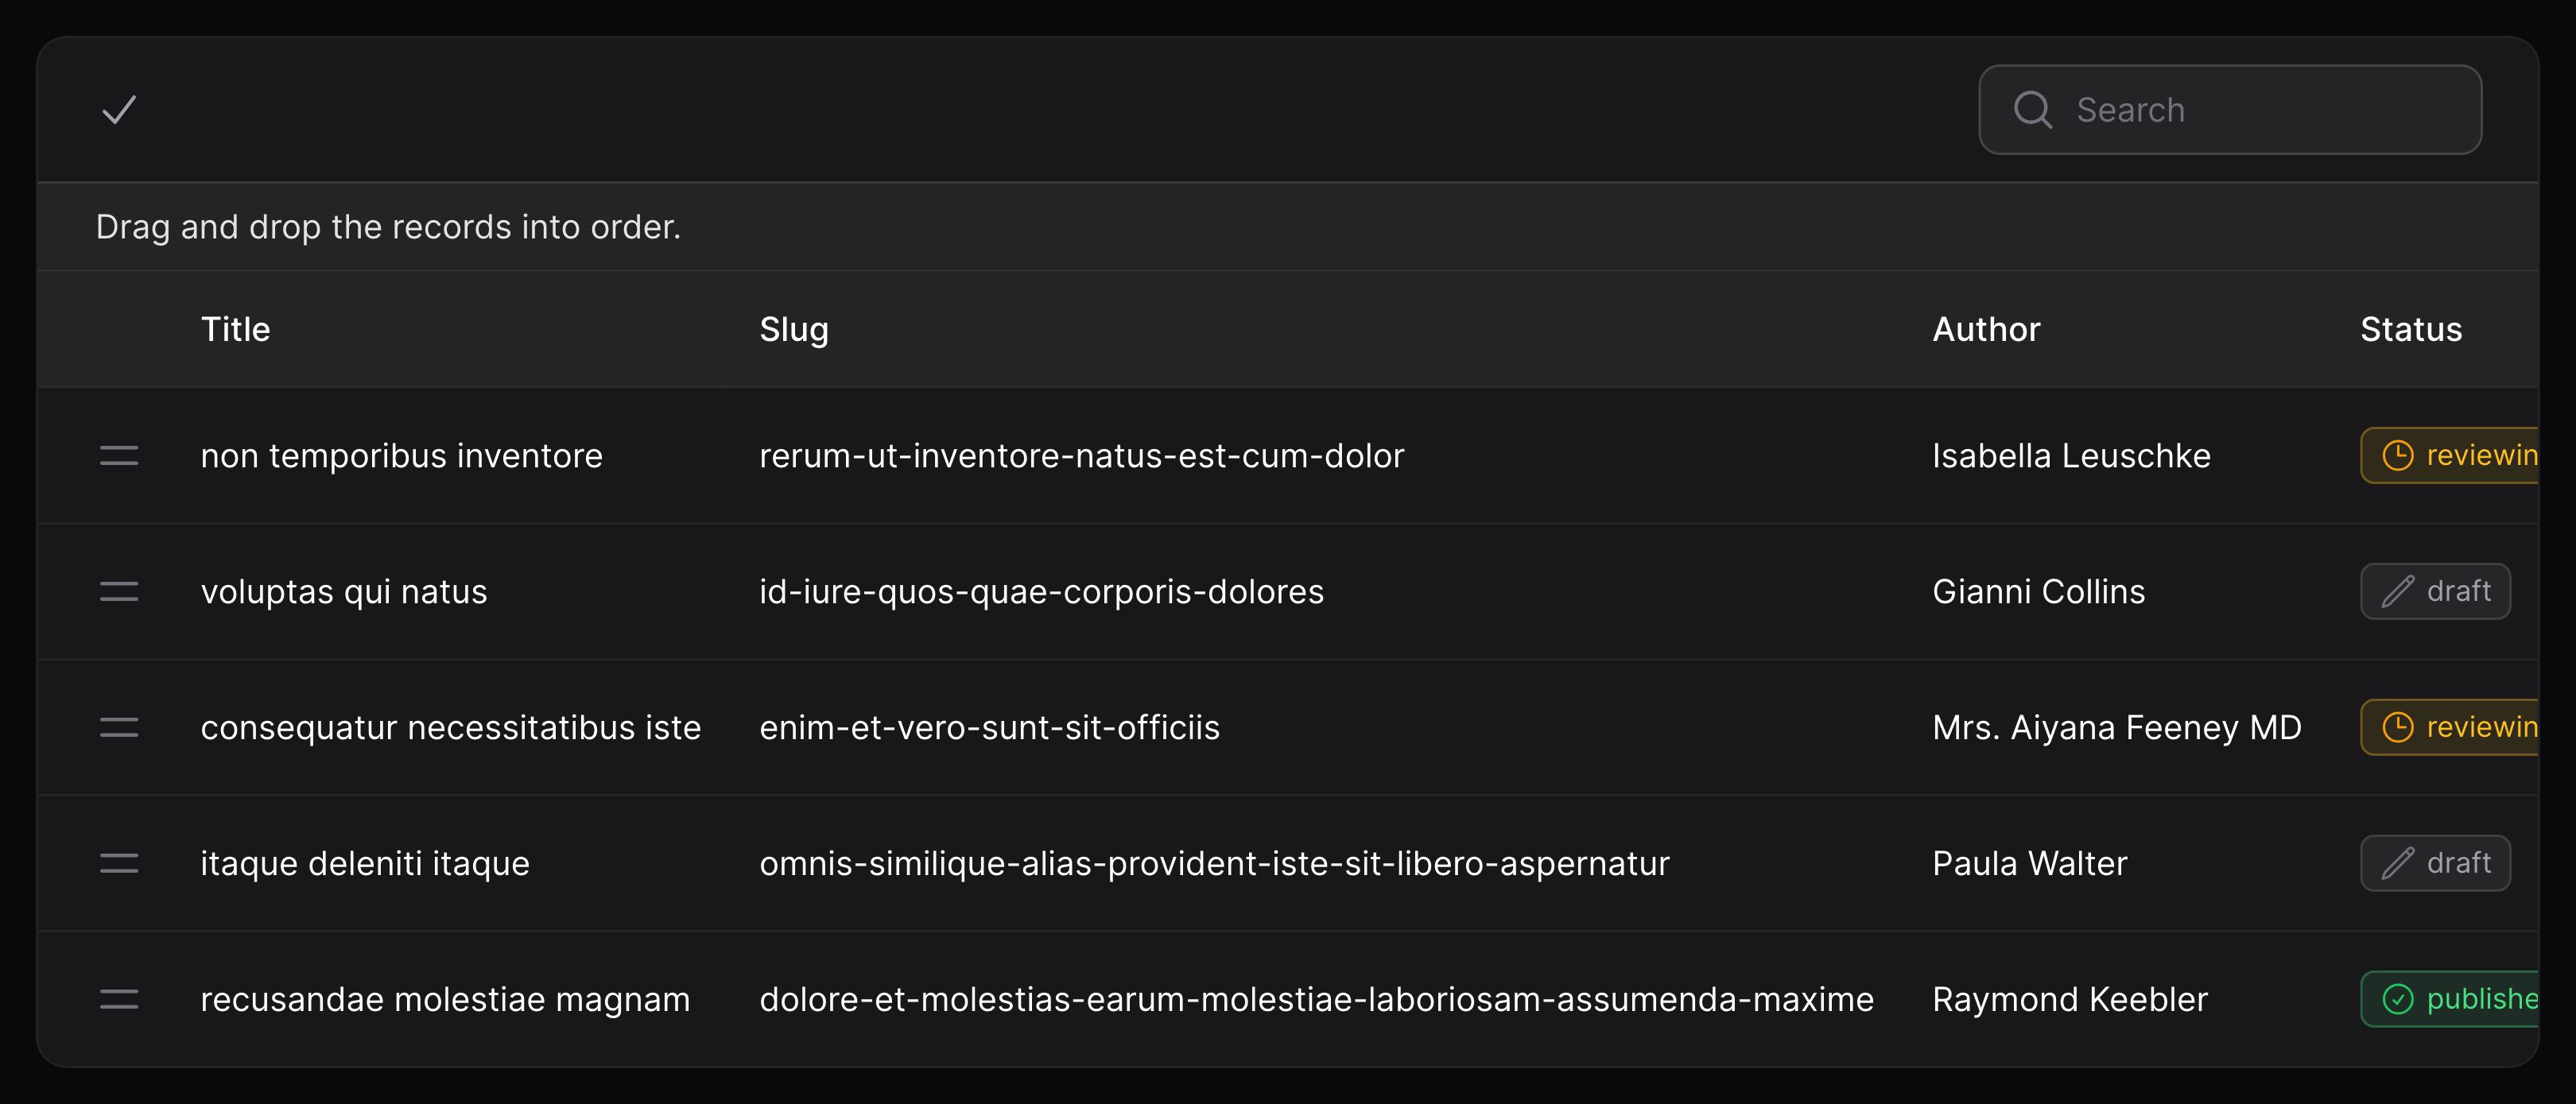 Search
Drag and drop the records into order.
Title Slug Author Status
non temporibus inventore rerum-ut-inventore-natus-est-cum-dolor Isabella Leuschke reviewin
voluptas qui natus id-iure-quos-quae-corporis-dolores Gianni Collins draft
consequatur necessitatibus iste enim-et-vero-sunt-sit-officiis Mrs. Aiyana Feeney MD reviewin
itaque deleniti itaque omnis-similique-alias-provident-iste-sit-libero-aspernatur Paula Walter draft
recusandae molestiae magnam dolore-et-molestias-earum-molestiae-laboriosam-assumenda-maxime Raymond Keebler publishe